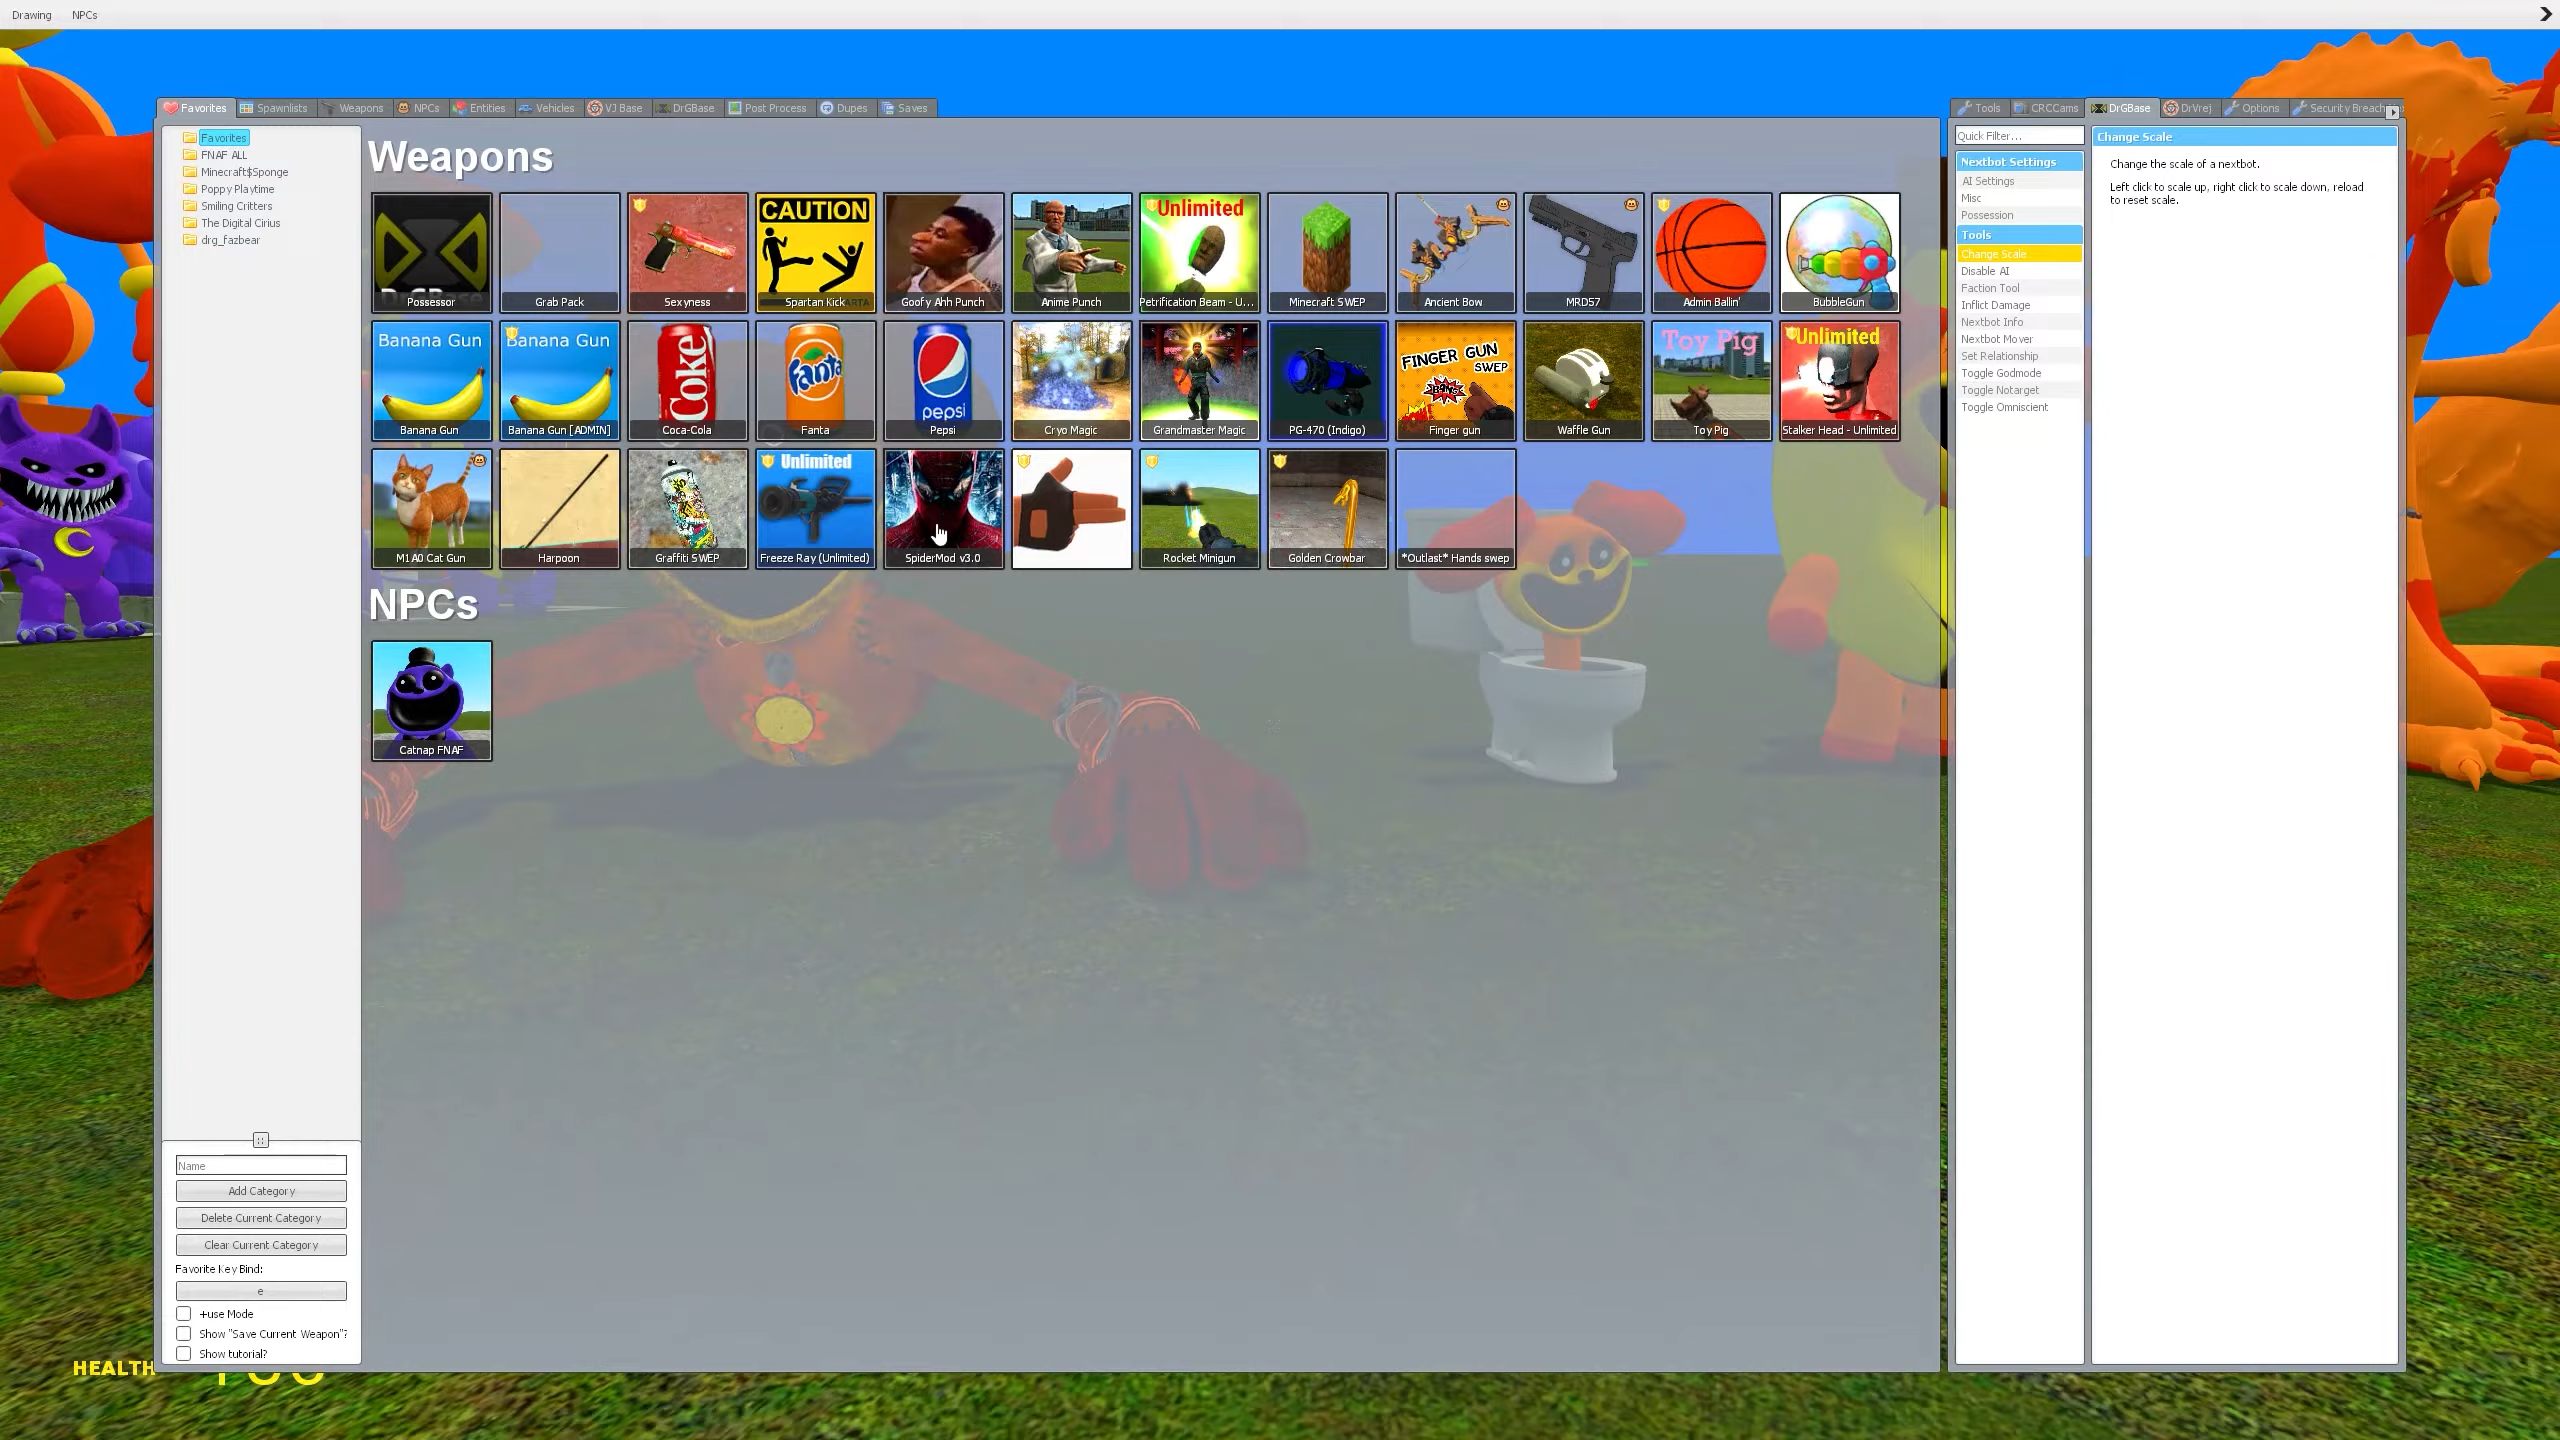 Drawing NPCs
Favorites Spawnlists Weapons NPCs Entities Vehicles VJ Base DrGBase Post Process Dupes Saves
Tools CRCCams DrGBase DrVrej Options Security Breach
Favorites
FNAF ALL
Minecraft$Sponge
Poppy Playtime
Smiling Critters
The Digital Cirius
drg_fazbear
Weapons
CAUTION
Unlimited
Possessor
Grab Pack
Sexyness
Spartan Kick
Goofy Ahh Punch
Anime Punch
Petrification Beam - U...
Minecraft SWEP
Ancient Bow
MRD57
Admin Ballin'
BubbleGun
Banana Gun
Banana Gun
Coke
Fanta
pepsi
FINGER GUN
SWEP
Toy Pig
Unlimited
Banana Gun
Banana Gun [ADMIN]
Coca-Cola
Fanta
Pepsi
Cryo Magic
Grandmaster Magic
PG-470 (Indigo)
Finger gun
Waffle Gun
Toy Pig
Stalker Head - Unlimited
Unlimited
M1A0 Cat Gun
Harpoon
Graffiti SWEP
Freeze Ray (Unlimited)
SpiderMod v3.0
Rocket Minigun
Golden Crowbar
*Outlast* Hands swep
NPCs
Catnap FNAF
Name
Add Category
Delete Current Category
Clear Current Category
Favorite Key Bind:
e
+use Mode
Show "Save Current Weapon"?
Show tutorial?
HEALTH
Quick Filter...
Nextbot Settings
AI Settings
Misc
Possession
Tools
Change Scale
Disable AI
Faction Tool
Inflict Damage
Nextbot Info
Nextbot Mover
Set Relationship
Toggle Godmode
Toggle Notarget
Toggle Omniscient
Change Scale
Change the scale of a nextbot.
Left click to scale up, right click to scale down, reload
to reset scale.